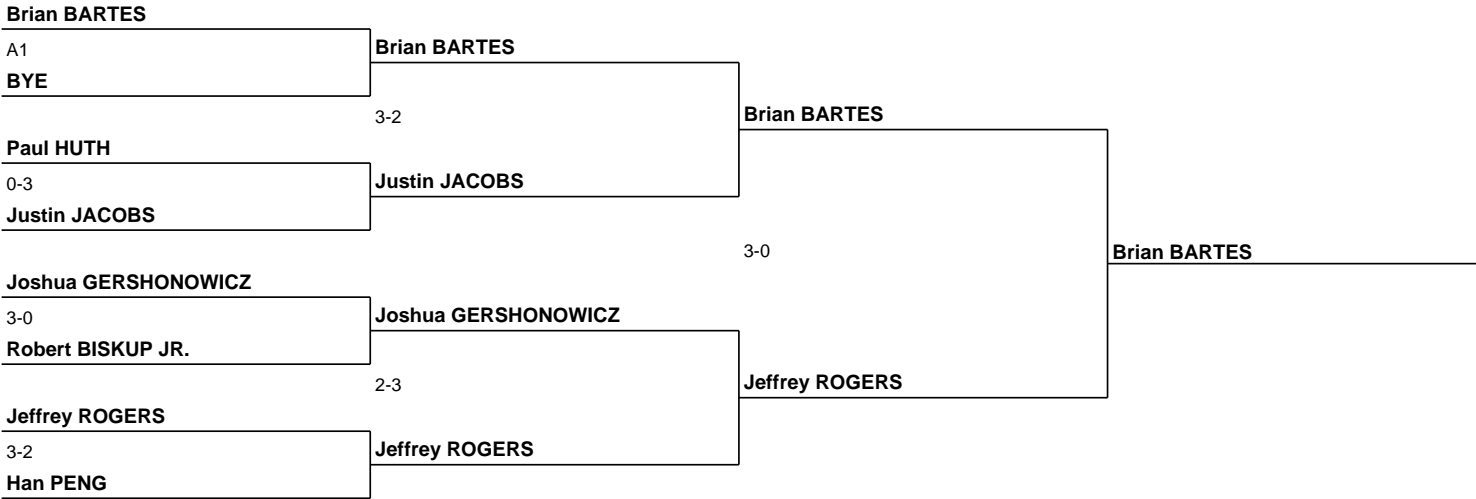 Brian BARTES
A1
BYE
Paul HUTH
0-3
Justin JACOBS
Joshua GERSHONOWICZ
3-0
Robert BISKUP JR.
Jeffrey ROGERS
3-2
Han PENG
Brian BARTES
3-2
Justin JACOBS
Joshua GERSHONOWICZ
2-3
Jeffrey ROGERS
Brian BARTES
3-0
Jeffrey ROGERS
Brian BARTES